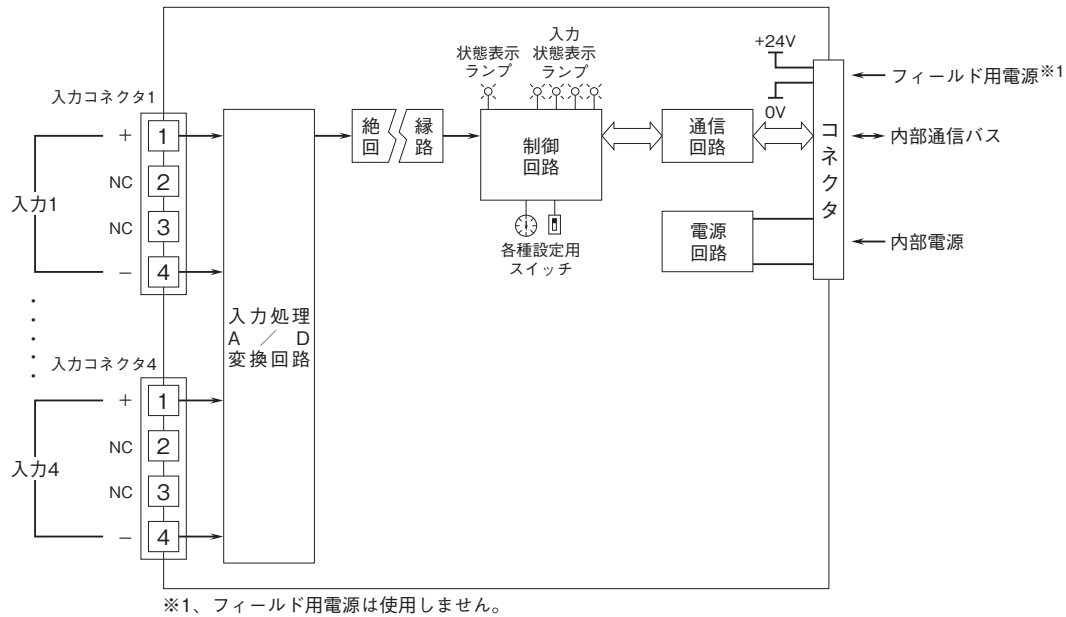 入力
状態表示
ランプ
状態表示
ランプ
+24V
0V
フィールド用電源※1
入力コネクタ1
+
1
NC
2
NC
3
−
4
入力1
絶 縁
回 路
制御
回路
通信
回路
コネクタ
内部通信バス
電源
回路
内部電源
各種設定用
スイッチ
入力処理
A / D
変換回路
入力コネクタ4
+
1
NC
2
NC
3
−
4
入力4
※1、フィールド用電源は使用しません。